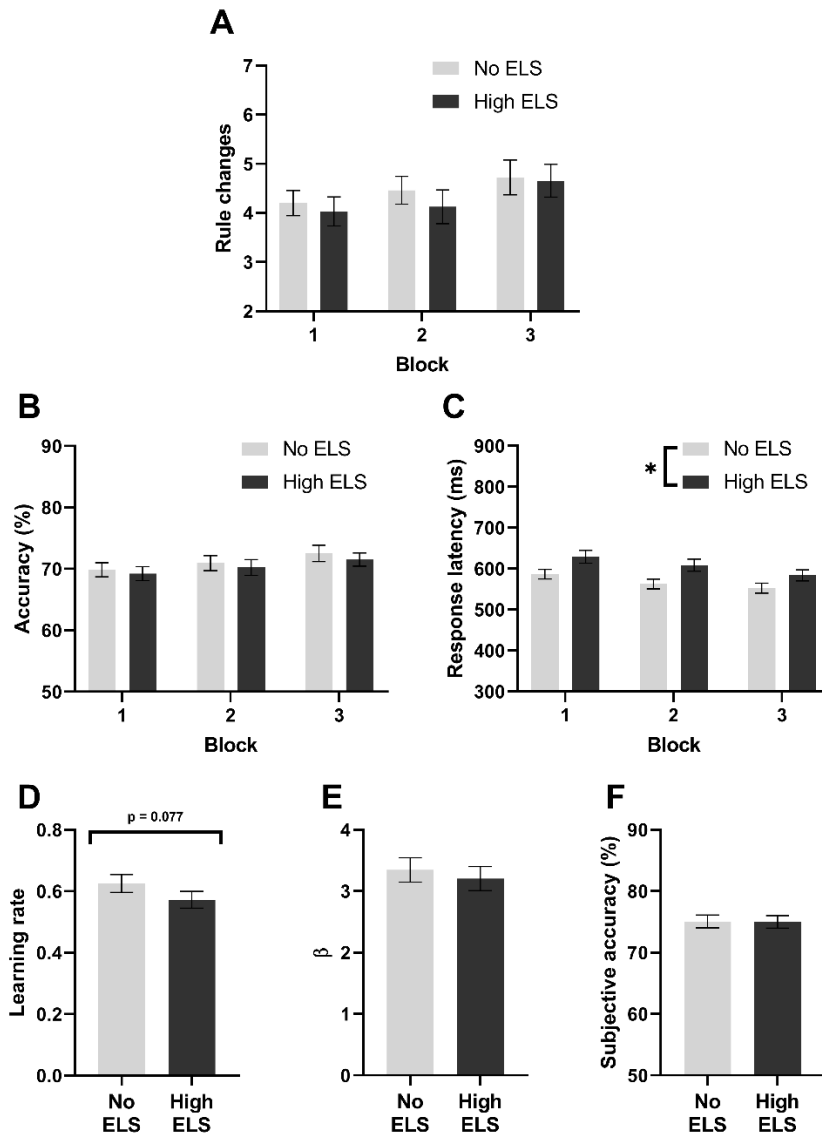 A
No ELS
High ELS
Rule changes
7
6
5
4
3
2
1 2 3
Block
B
No ELS
High ELS
Accuracy (%)
90
80
70
60
50
1 2 3
Block
C
* No ELS
High ELS
Response latency (ms)
900
800
700
600
500
400
300
1 2 3
Block
D
p = 0.077
Learning rate
0.8
0.6
0.4
0.2
0.0
No High
ELS ELS
E
β
4
3
2
1
0
No High
ELS ELS
F
Subjective accuracy (%)
90
80
70
60
50
No High
ELS ELS